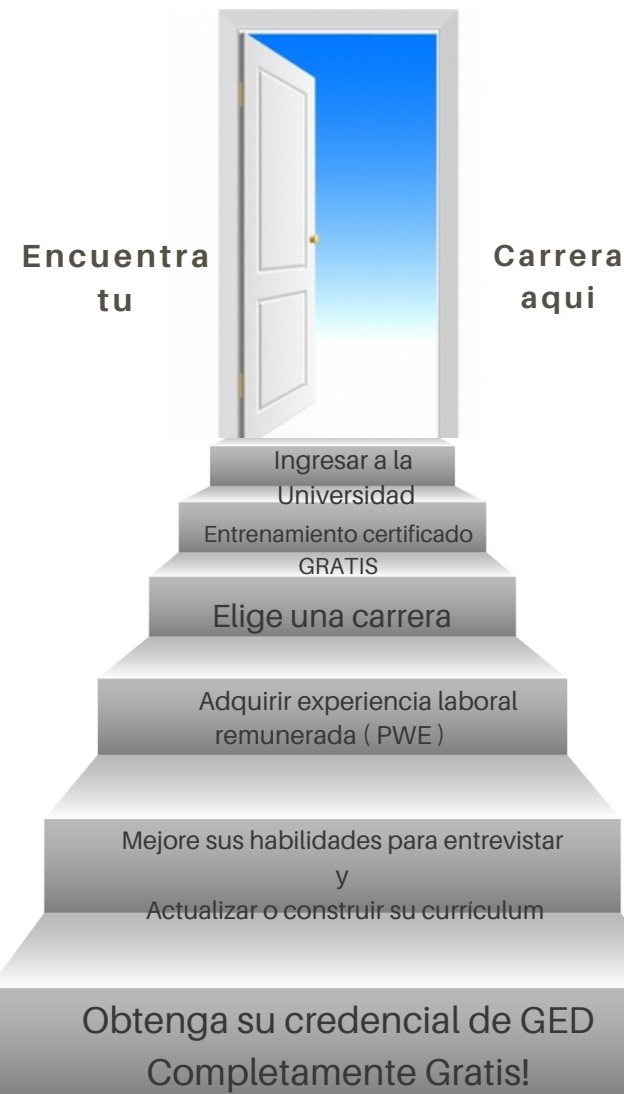 Encuentra
tu
Carrera
aqui
Ingresar a la
Universidad
Entrenamiento certificado
GRATIS
Elige una carrera
Adquirir experiencia laboral
remunerada ( PWE )
Mejore sus habilidades para entrevistar
y
Actualizar o construir su currículum
Obtenga su credencial de GED
Completamente Gratis!